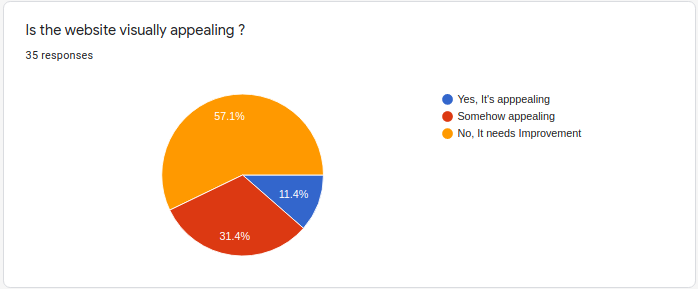 Is the website visually appealing ?
35 responses
57.1%
11.4%
31.4%
Yes, It's apppealing
Somehow appealing
No, It needs Improvement